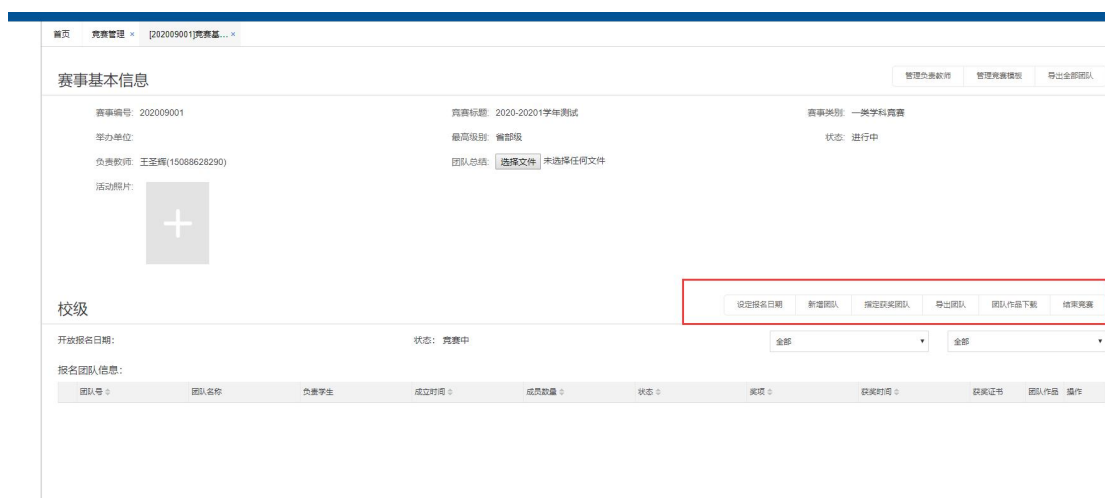 首页 竞赛管理 × [202009001]竞赛基... ×
赛事基本信息 管理负责教师 管理竞赛模板 导出全部团队
赛事编号: 202009001 竞赛标题: 2020-20201学年测试 赛事类别: 一类学科竞赛
举办单位: 最高级别: 省部级 状态: 进行中
负责教师: 王圣辉(15088628290) 团队总结: 选择文件 未选择任何文件
活动照片:
校级 设定报名日期 新增团队 指定获奖团队 导出团队 团队作品下载 结束竞赛
开放报名日期: 状态: 竞赛中 全部 全部
报名团队信息:
团队号 团队名称 负责学生 成立时间 成员数量 状态 奖项 获奖时间 获奖证书 团队作品 操作